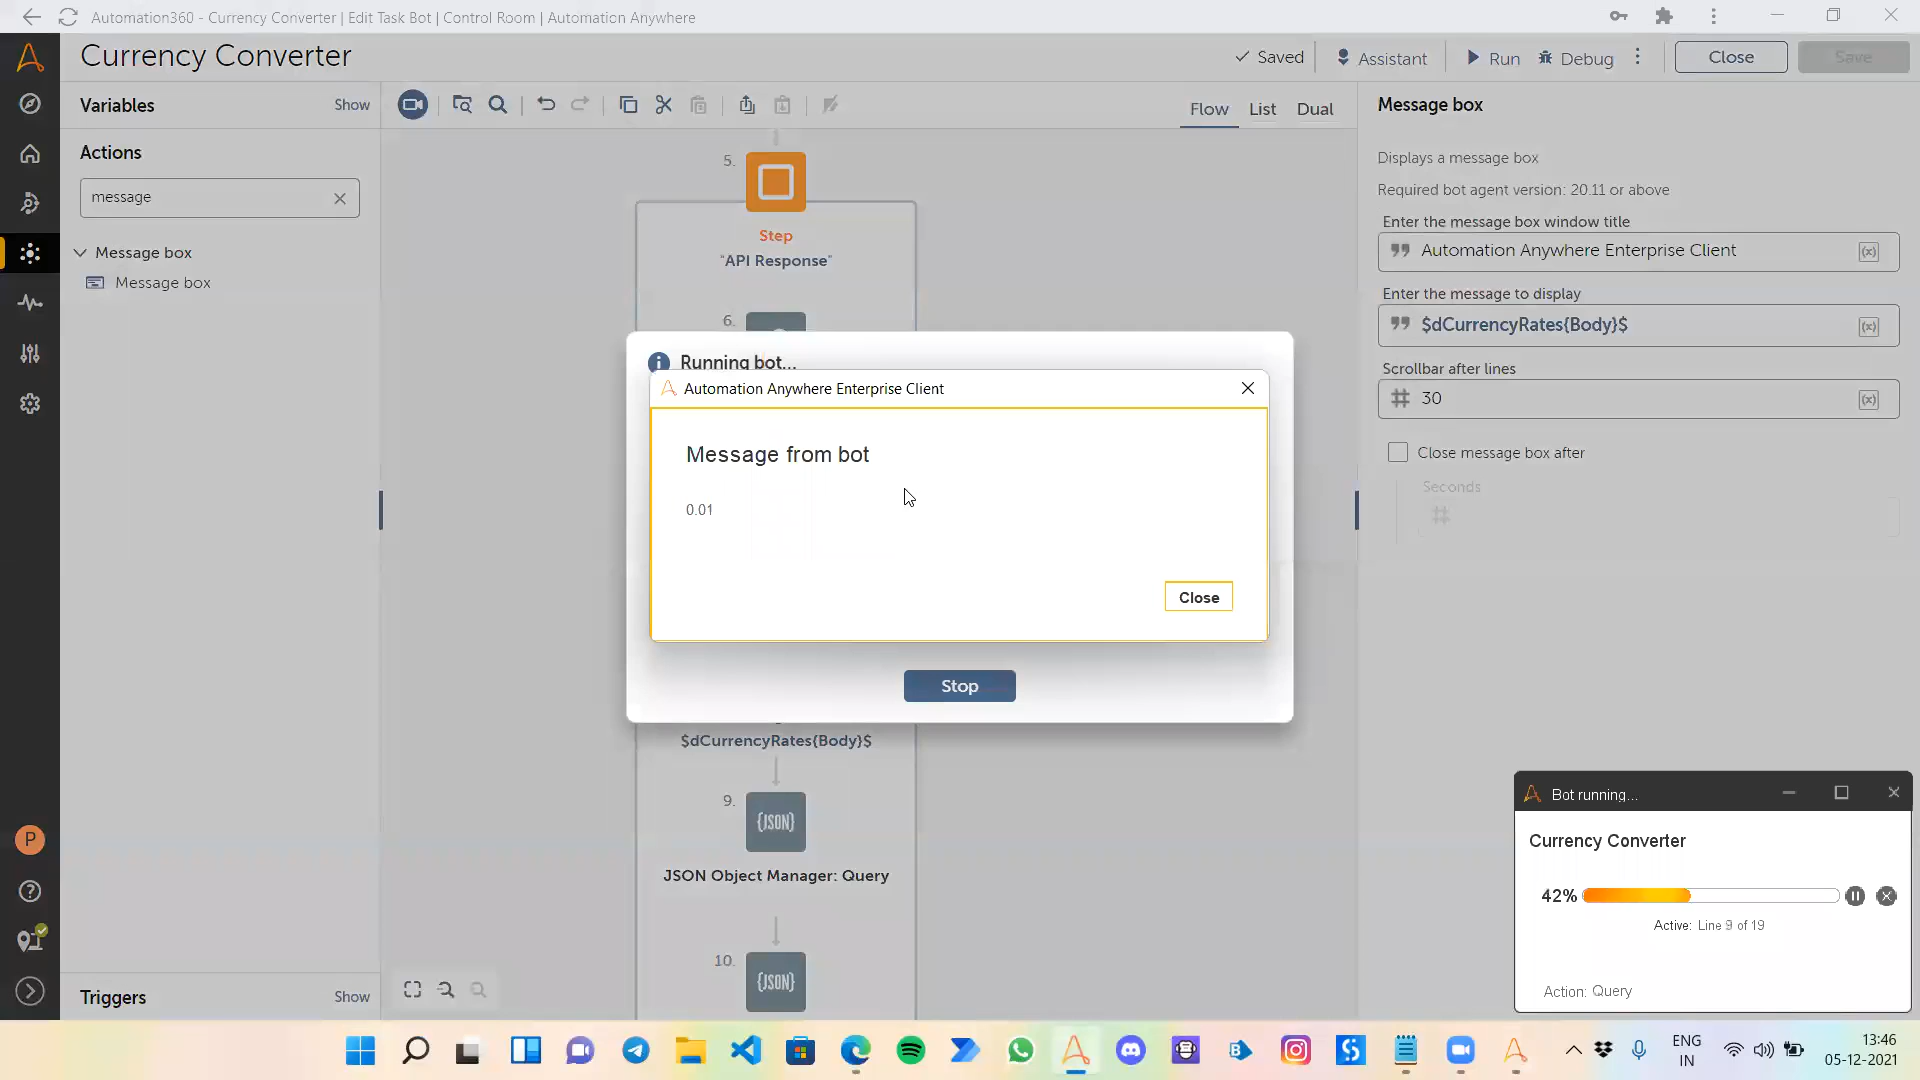 Automation360 - Currency Converter | Edit Task Bot | Control Room | Automation Anywhere
Currency Converter
Saved
Assistant
Run
Debug
Close
Save
Variables
Show
Flow
List
Dual
Actions
message
Message box
Message box
5.
Step
"API Response"
6.
Running bot...
Automation Anywhere Enterprise Client
Message from bot
0.01
Close
Stop
$dCurrencyRates{Body}$
9.
{JSON}
JSON Object Manager: Query
10.
{JSON}
Message box
Displays a message box
Required bot agent version: 20.11 or above
Enter the message box window title
Automation Anywhere Enterprise Client
(x)
Enter the message to display
$dCurrencyRates{Body}$
(x)
Scrollbar after lines
30
(x)
Close message box after
Seconds
P
Triggers
Show
Bot running...
Currency Converter
42%
Active: Line 9 of 19
Action: Query
ENG
IN
13:46
05-12-2021